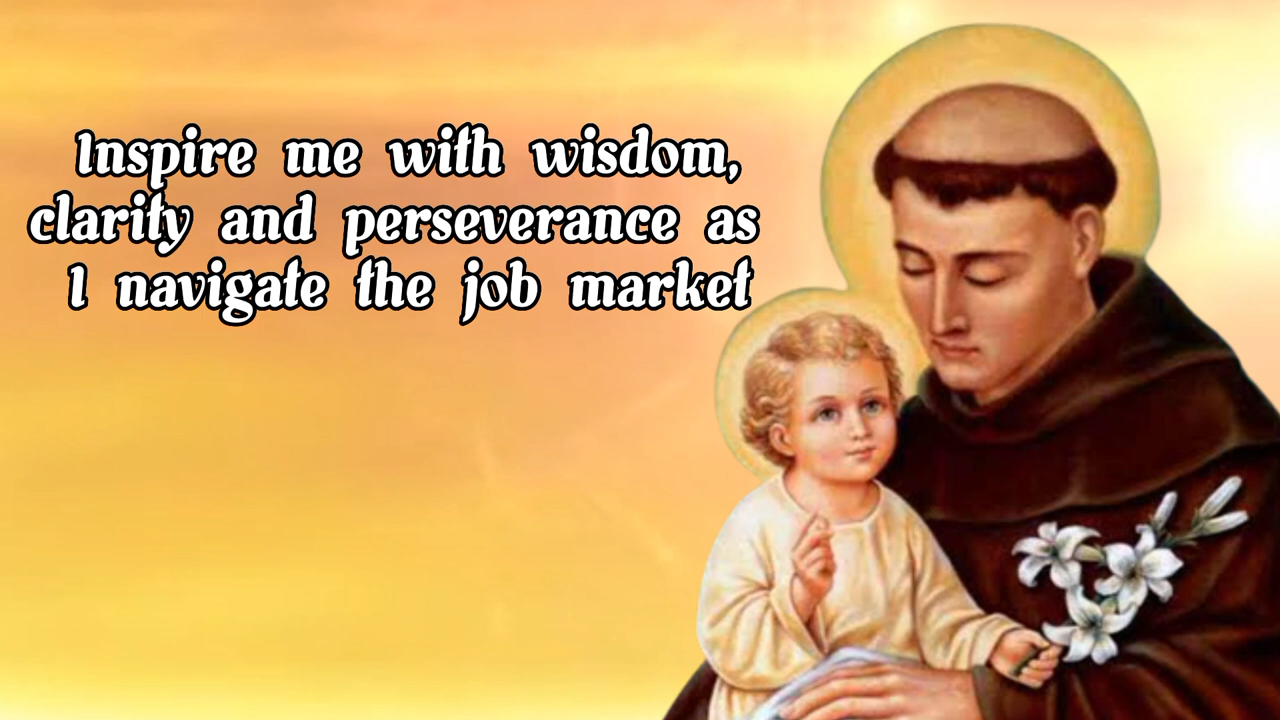 Inspire me with wisdom,
clarity and perseverance as
I navigate the job market